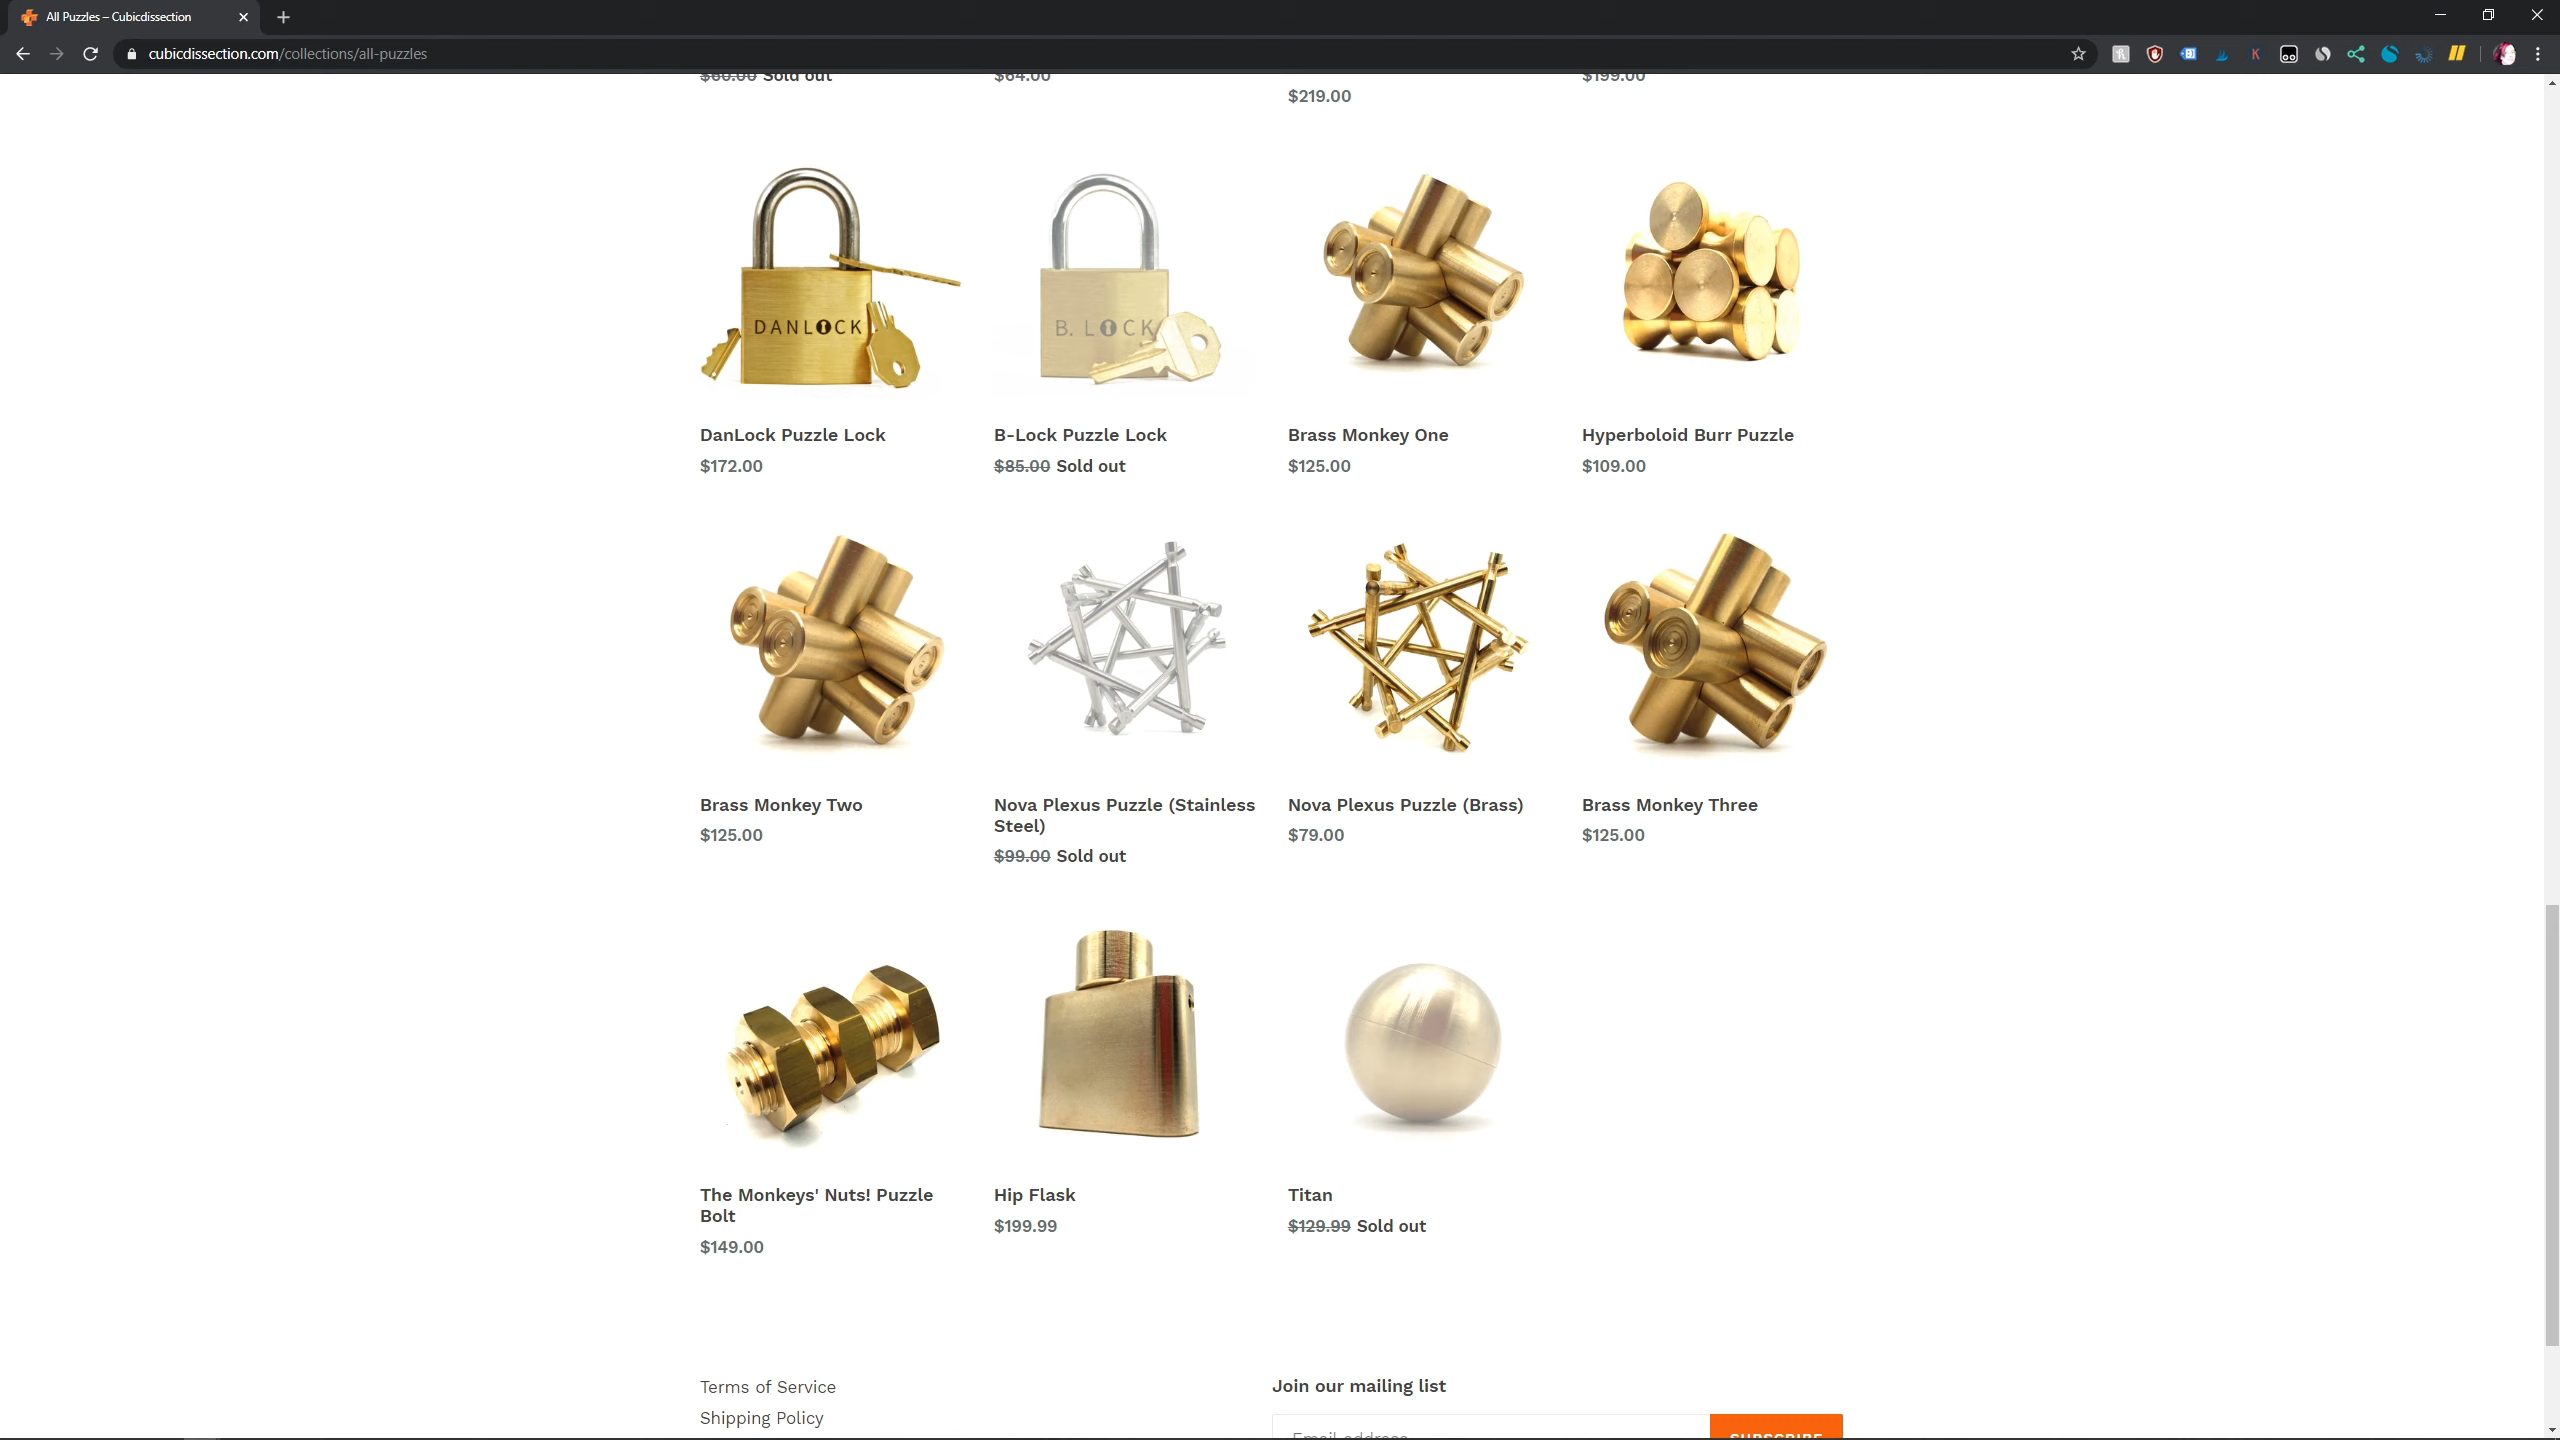 All Puzzles – Cubicdissection
cubicdissection.com/collections/all-puzzles
$60.00 Sold out
$64.00
$199.00
$219.00
DANLOCK
B. LOCK
DanLock Puzzle Lock
$172.00
B-Lock Puzzle Lock
$85.00 Sold out
Brass Monkey One
$125.00
Hyperboloid Burr Puzzle
$109.00
Brass Monkey Two
$125.00
Nova Plexus Puzzle (Stainless
Steel)
$99.00 Sold out
Nova Plexus Puzzle (Brass)
$79.00
Brass Monkey Three
$125.00
The Monkeys' Nuts! Puzzle
Bolt
$149.00
Hip Flask
$199.99
Titan
$129.99 Sold out
Terms of Service
Shipping Policy
Join our mailing list
Email address
SUBSCRIBE